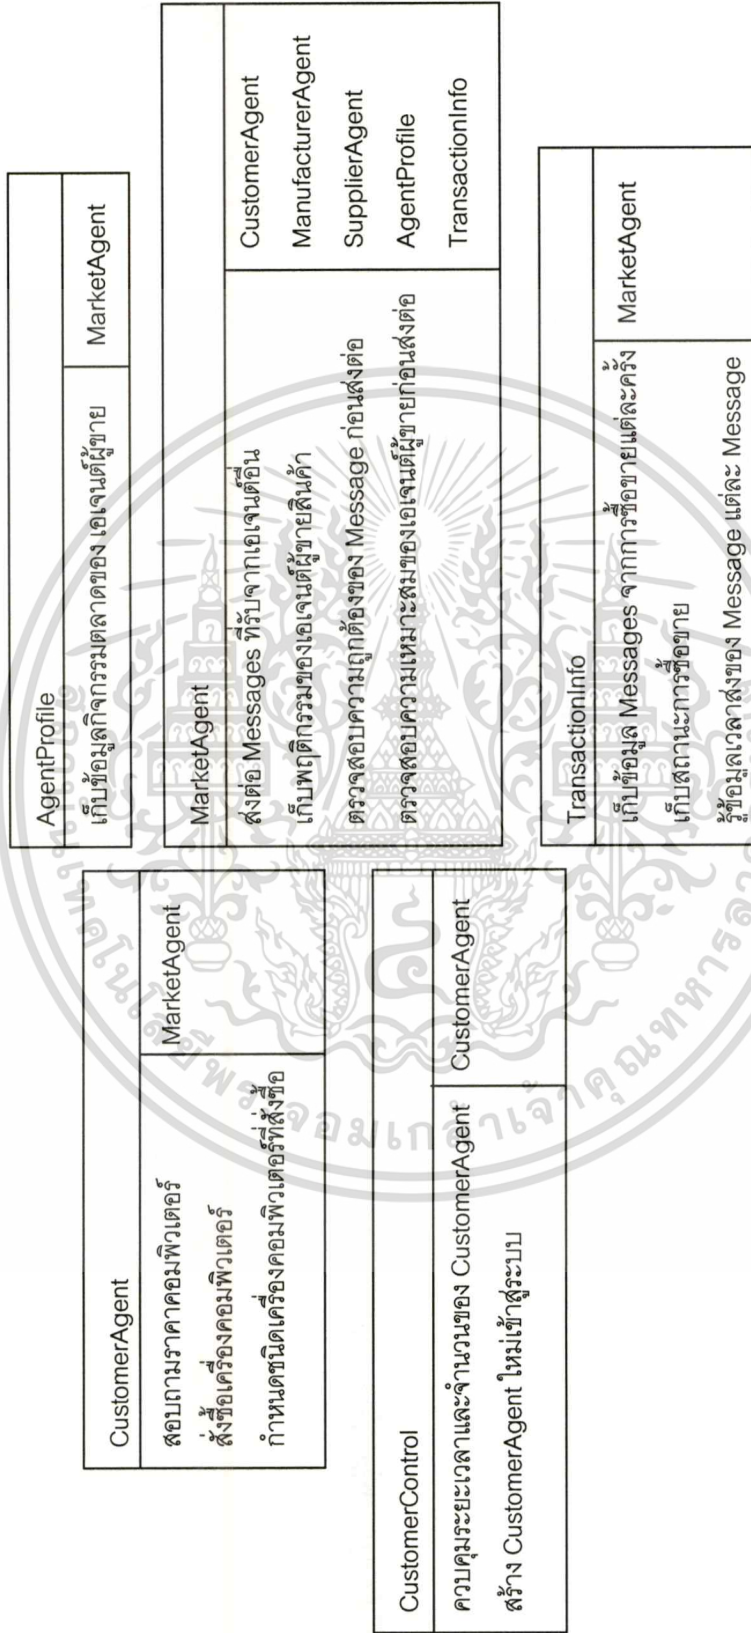 CustomerAgent
สอบถามราคาคอมพิวเตอร์
สั่งซื้อเครื่องคอมพิวเตอร์
กำหนดชนิดเครื่องคอมพิวเตอร์ที่สั่งซื้อ
MarketAgent
CustomerControl
ควบคุมระยะเวลาและจำนวนของ CustomerAgent
สร้าง CustomerAgent ใหม่เข้าสู่ระบบ
CustomerAgent
AgentProfile
เก็บข้อมูลกิจกรรมตลาดของ เอเจนต์ผู้ขาย
MarketAgent
MarketAgent
ส่งต่อ Messages ที่รับจากเอเจนต์อื่น
เก็บพฤติกรรมของเอเจนต์ผู้ขายสินค้า
ตรวจสอบความถูกต้องของ Message ก่อนส่งต่อ
ตรวจสอบความเหมาะสมของเอเจนต์ผู้ขายก่อนส่งต่อ
CustomerAgent
ManufacturerAgent
SupplierAgent
AgentProfile
TransactionInfo
TransactionInfo
เก็บข้อมูล Messages จากการซื้อขายแต่ละครั้ง
เก็บสถานะการซื้อขาย
รู้ข้อมูลเวลาส่งของ Message แต่ละ Message
MarketAgent